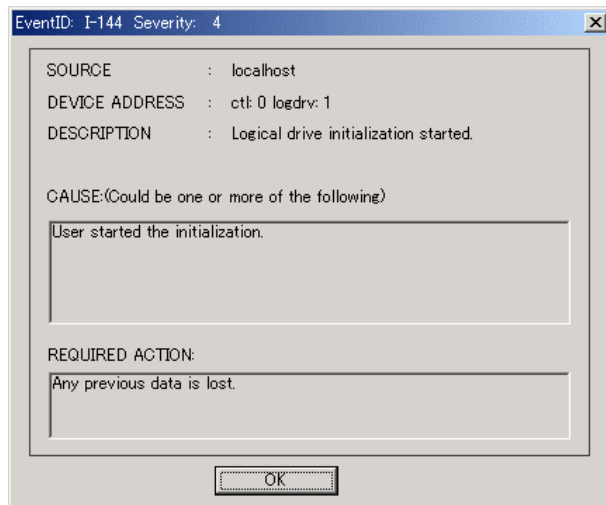 EventID: I-144 Severity: 4
SOURCE : localhost
DEVICE ADDRESS : ctl: 0 logdrv: 1
DESCRIPTION : Logical drive initialization started.
CAUSE:(Could be one or more of the following)
User started the initialization.
REQUIRED ACTION:
Any previous data is lost.
OK